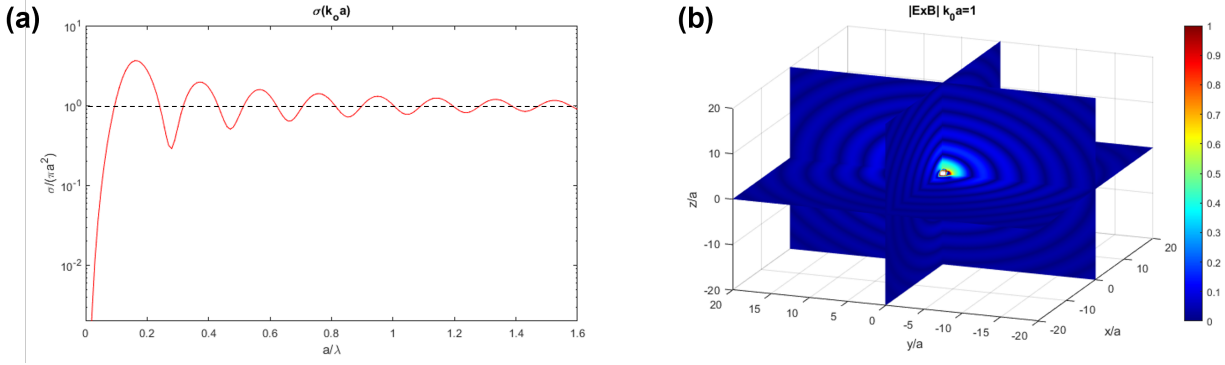 (a)
σ(kₒa)
σ/(πa²)
10¹
10⁰
10⁻¹
10⁻²
0 0.2 0.4 0.6 0.8 1 1.2 1.4 1.6
a/λ
(b)
|ExB| k₀a=1
z/a
20
10
0
-10
-20
20 15 10 5 0 -5 -10 -15 -20
y/a
-20 -10 0 10 20
x/a
1
0.9
0.8
0.7
0.6
0.5
0.4
0.3
0.2
0.1
0